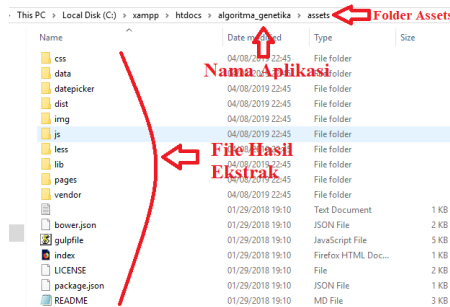 This PC > Local Disk (C:) > xampp > htdocs > algoritma_genetika > assets
Folder Assets
Name Date modified Type Size
Nama Aplikasi
css 04/08/2019 22:45 File folder
data 04/08/2019 22:45 File folder
datepicker 04/08/2019 22:45 File folder
dist 04/08/2019 22:45 File folder
img 04/08/2019 22:45 File folder
js 04/08/2019 22:45 File folder
less 04/08/2019 22:45 File folder
File Hasil
Ekstrak
lib 04/08/2019 22:45 File folder
pages 04/08/2019 22:45 File folder
vendor 04/08/2019 22:45 File folder
01/29/2018 19:10 Text Document 1 KB
bower.json 01/29/2018 19:10 JSON File 2 KB
gulpfile 01/29/2018 19:10 JavaScript File 5 KB
index 01/29/2018 19:10 Firefox HTML Doc... 1 KB
LICENSE 01/29/2018 19:10 File 2 KB
package.json 01/29/2018 19:10 JSON File 1 KB
README 01/29/2018 19:10 MD File 3 KB